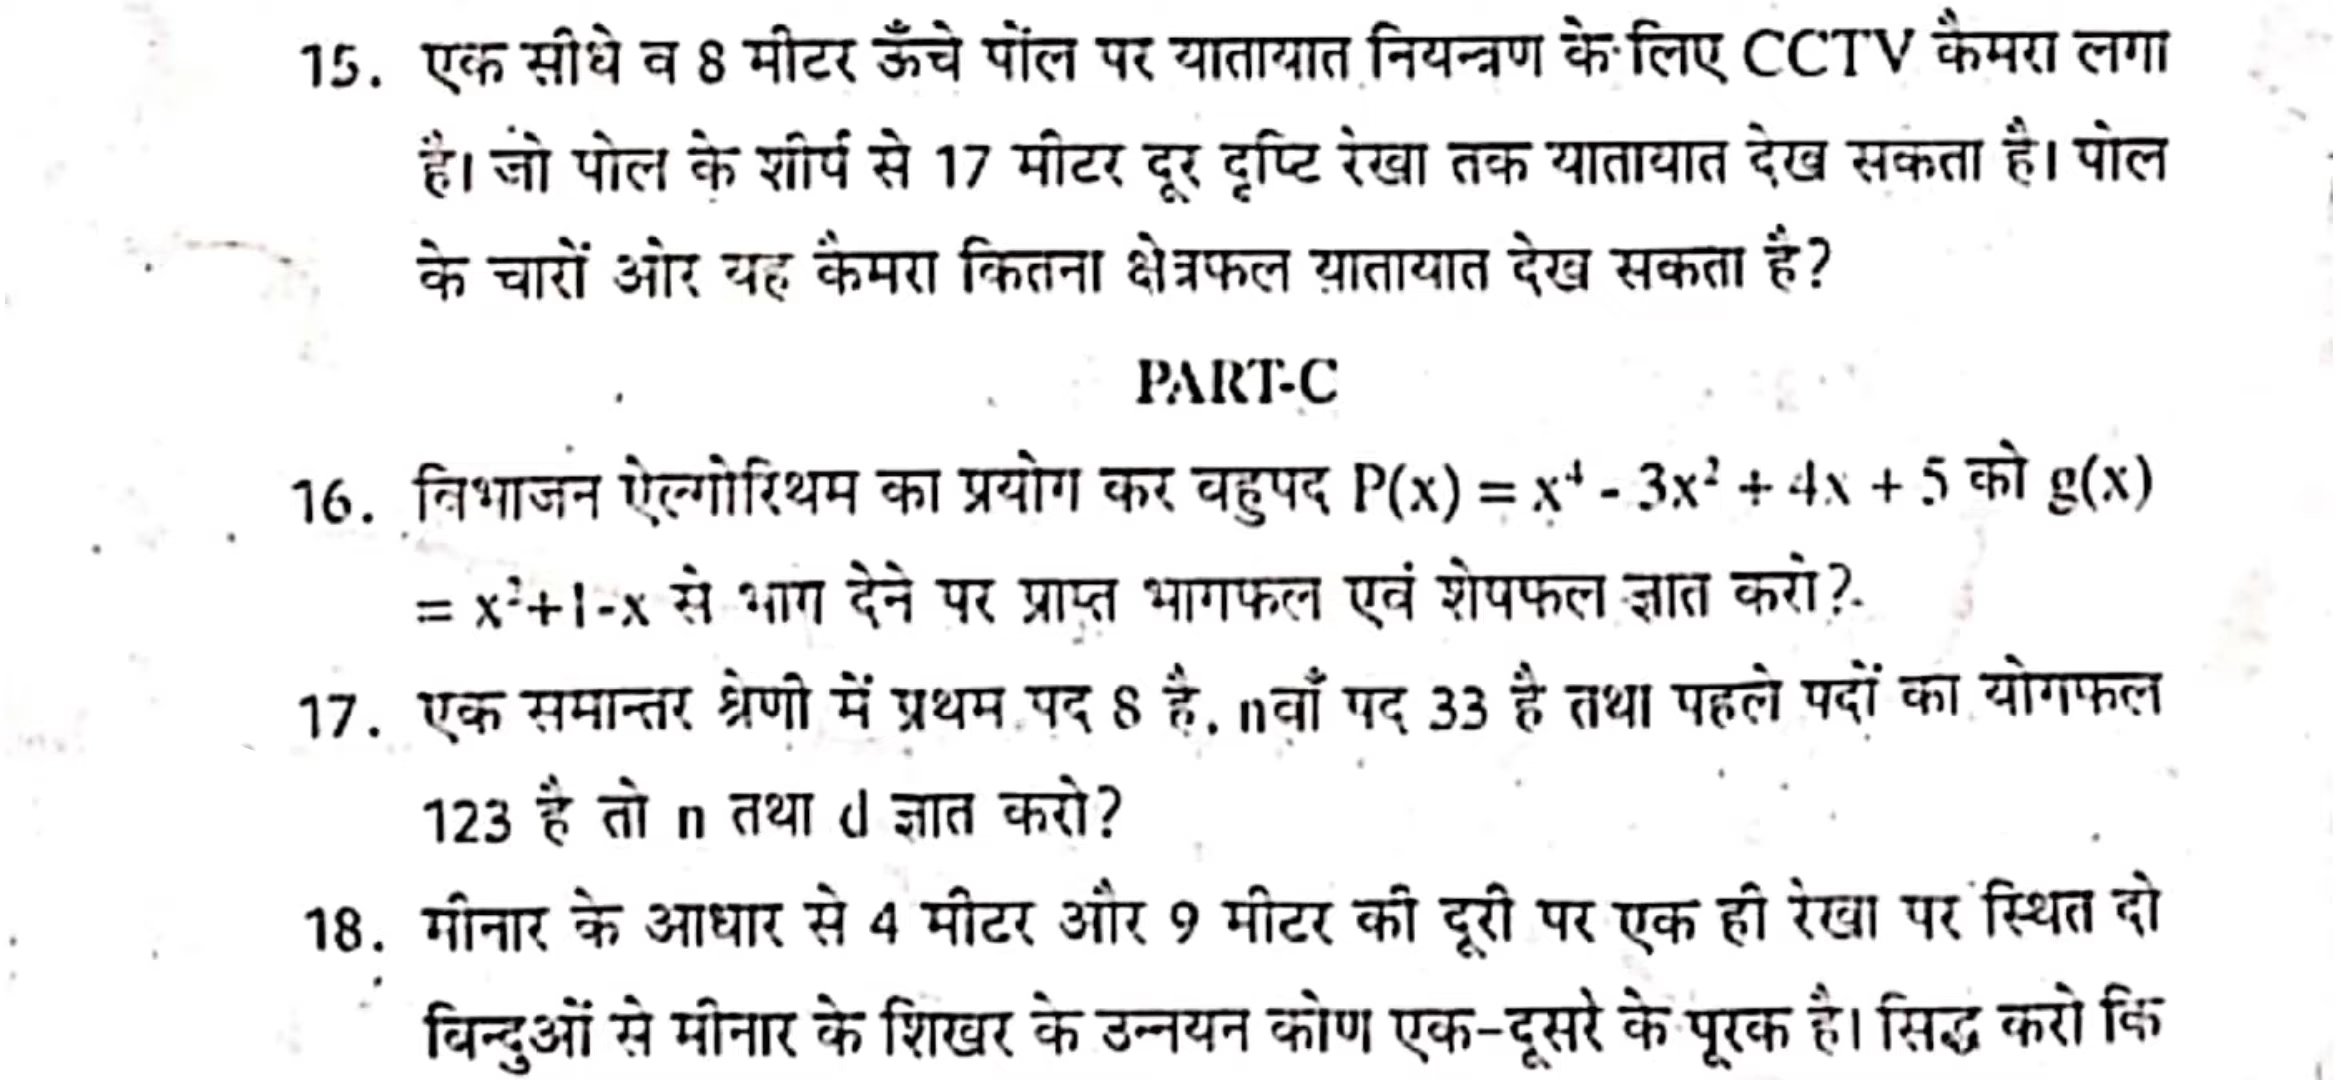 15. एक सीधे व 8 मीटर ऊँचे पोल पर यातायात नियन्त्रण के लिए CCTV कैमरा लगा
है। जो पोल के शीर्ष से 17 मीटर दूर दृष्टि रेखा तक यातायात देख सकता है। पोल
के चारों ओर यह कैमरा कितना क्षेत्रफल यातायात देख सकता है?
PART-C
16. विभाजन ऐल्गोरिथम का प्रयोग कर बहुपद P(x) = x⁴ - 3x² + 4x + 5 को g(x)
= x²+1-x से भाग देने पर प्राप्त भागफल एवं शेषफल ज्ञात करो?
17. एक समान्तर श्रेणी में प्रथम पद 8 है, nवाँ पद 33 है तथा पहले पदों का योगफल
123 है तो n तथा d ज्ञात करो?
18. मीनार के आधार से 4 मीटर और 9 मीटर की दूरी पर एक ही रेखा पर स्थित दो
बिन्दुओं से मीनार के शिखर के उन्नयन कोण एक-दूसरे के पूरक है। सिद्ध करो कि